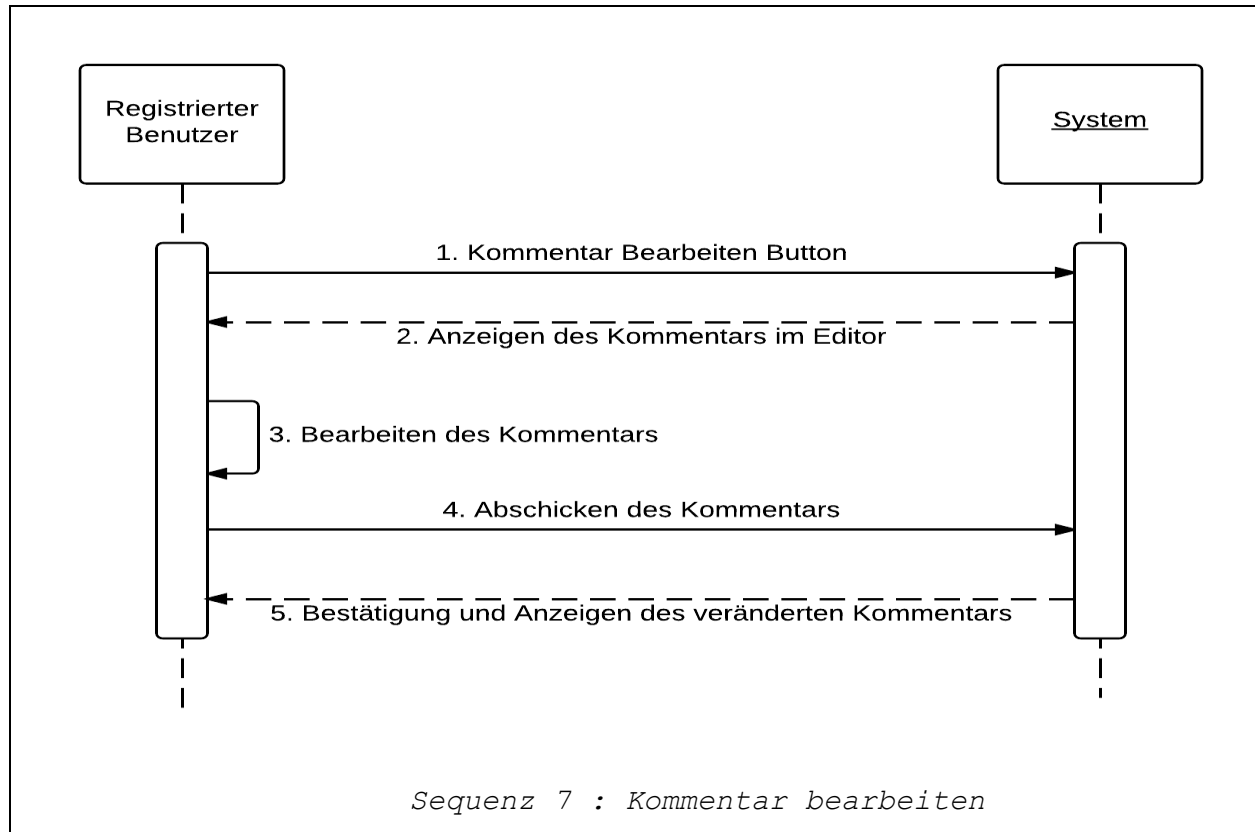 Registrierter
Benutzer
System
1. Kommentar Bearbeiten Button
2. Anzeigen des Kommentars im Editor
3. Bearbeiten des Kommentars
4. Abschicken des Kommentars
5. Bestätigung und Anzeigen des veränderten Kommentars
Sequenz 7 : Kommentar bearbeiten